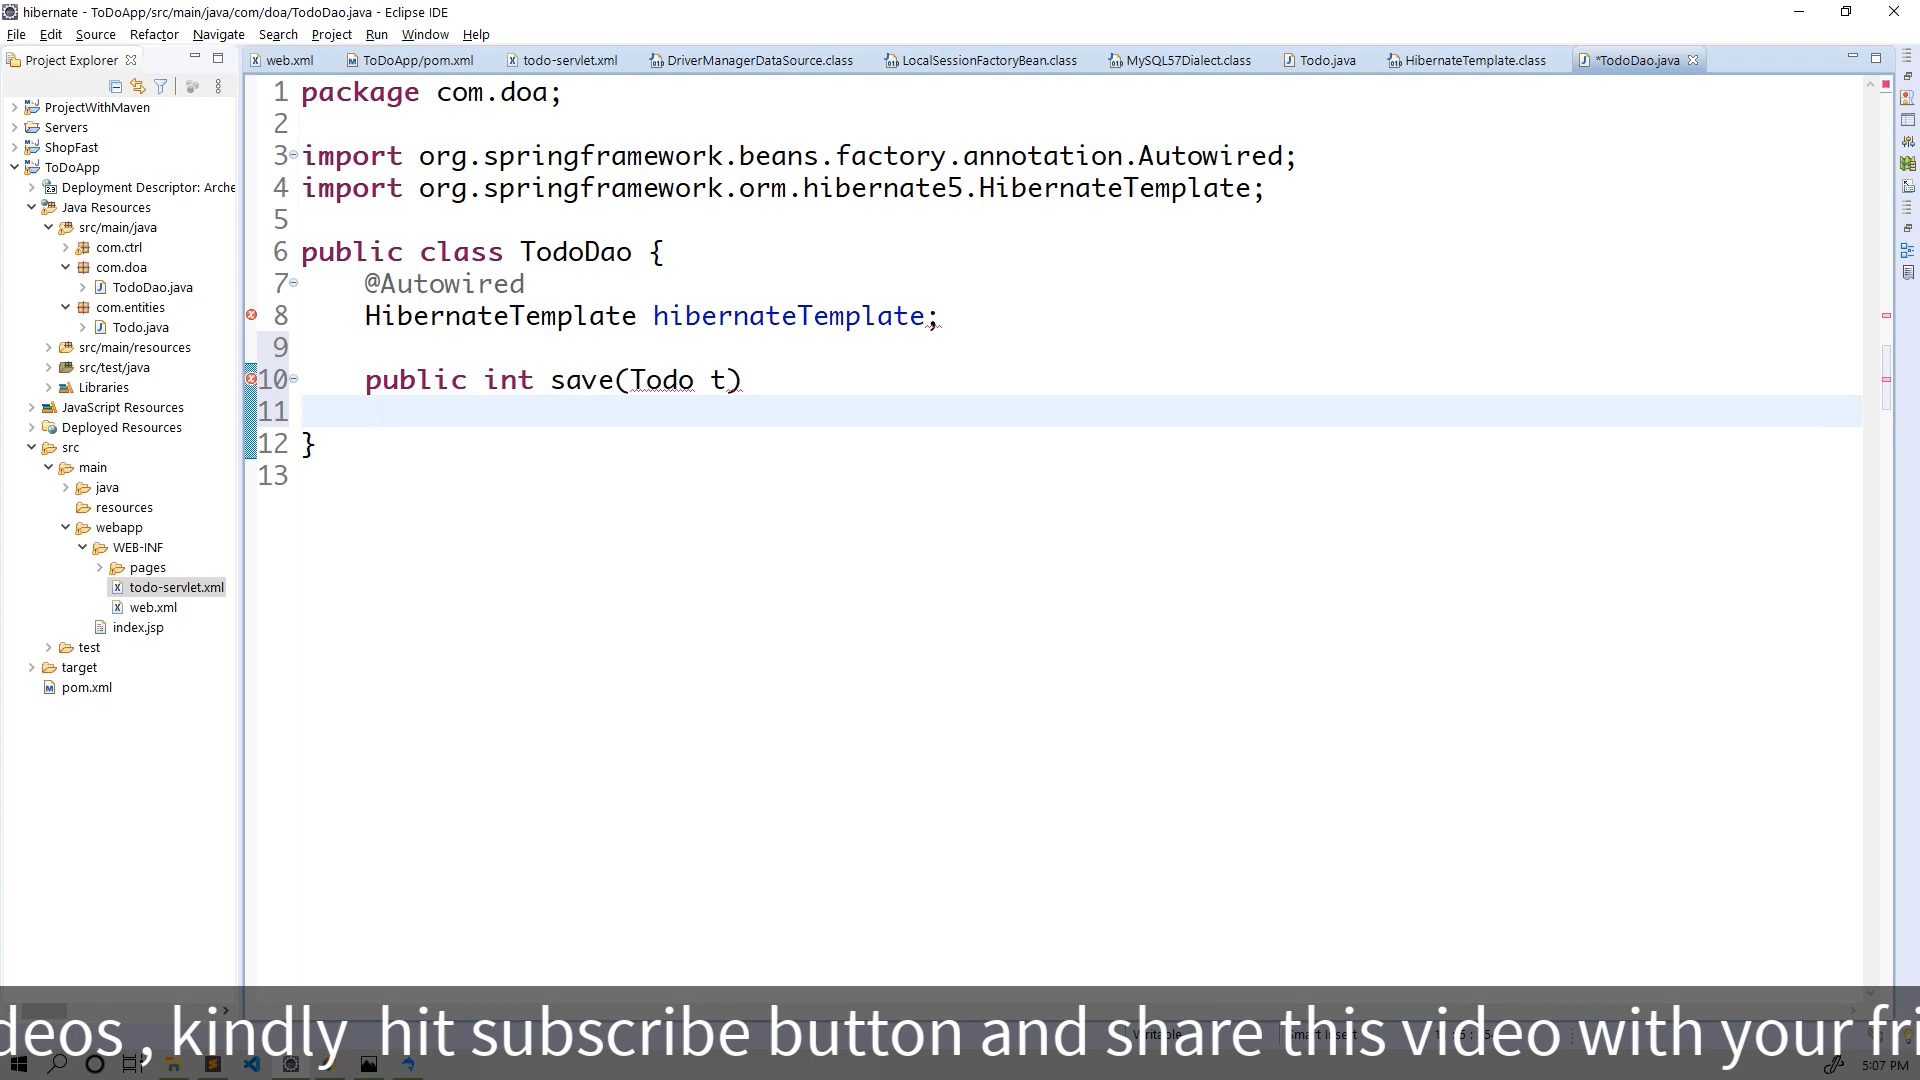 hibernate - ToDoApp/src/main/java/com/doa/TodoDao.java - Eclipse IDE
File Edit Source Refactor Navigate Search Project Run Window Help
Project Explorer
web.xml ToDoApp/pom.xml todo-servlet.xml DriverManagerDataSource.class LocalSessionFactoryBean.class MySQL57Dialect.class Todo.java HibernateTemplate.class *TodoDao.java
ProjectWithMaven
Servers
ShopFast
ToDoApp
Deployment Descriptor: Arche
Java Resources
src/main/java
com.ctrl
com.doa
TodoDao.java
com.entities
Todo.java
src/main/resources
src/test/java
Libraries
JavaScript Resources
Deployed Resources
src
main
java
resources
webapp
WEB-INF
pages
todo-servlet.xml
web.xml
index.jsp
test
target
pom.xml
1 package com.doa;
2
3 import org.springframework.beans.factory.annotation.Autowired;
4 import org.springframework.orm.hibernate5.HibernateTemplate;
5
6 public class TodoDao {
7 @Autowired
8 HibernateTemplate hibernateTemplate;
9
10 public int save(Todo t)
11
12 }
13
deos , kindly hit subscribe button and share this video with your fri
5:07 PM